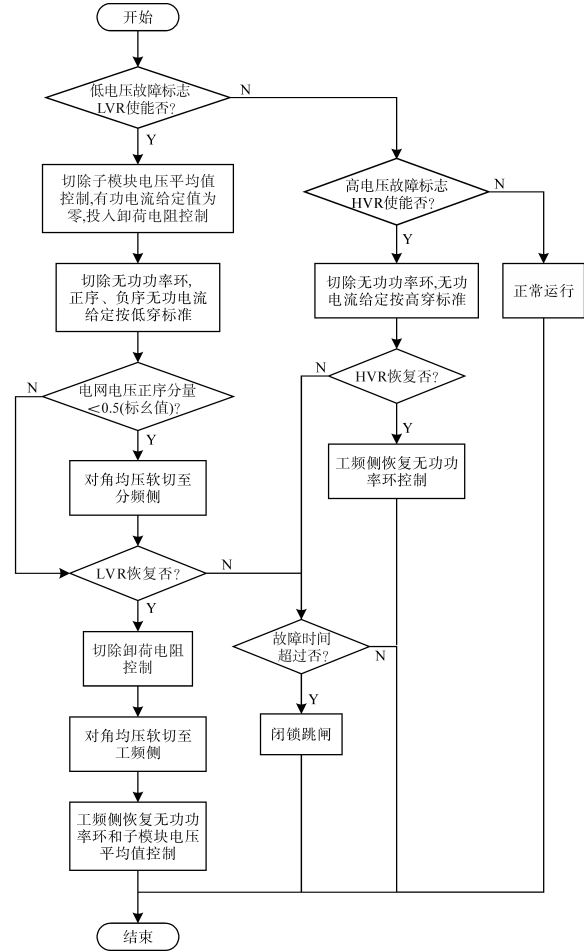 开始
低电压故障标志
LVR使能否?
N
Y
切除子模块电压平均值
控制,有功电流给定值为
零,投入卸荷电阻控制
高电压故障标志
HVR使能否?
N
Y
切除无功功率环,
正序、负序无功电流
给定按低穿标准
切除无功功率环,无功
电流给定按高穿标准
正常运行
N
电网电压正序分量
<0.5(标幺值)?
Y
N
HVR恢复否?
Y
对角均压软切至
分频侧
工频侧恢复无功功
率环控制
LVR恢复否?
N
Y
切除卸荷电阻
控制
故障时间
超过否?
N
Y
对角均压软切至
工频侧
闭锁跳闸
工频侧恢复无功功
率环和子模块电压
平均值控制
结束